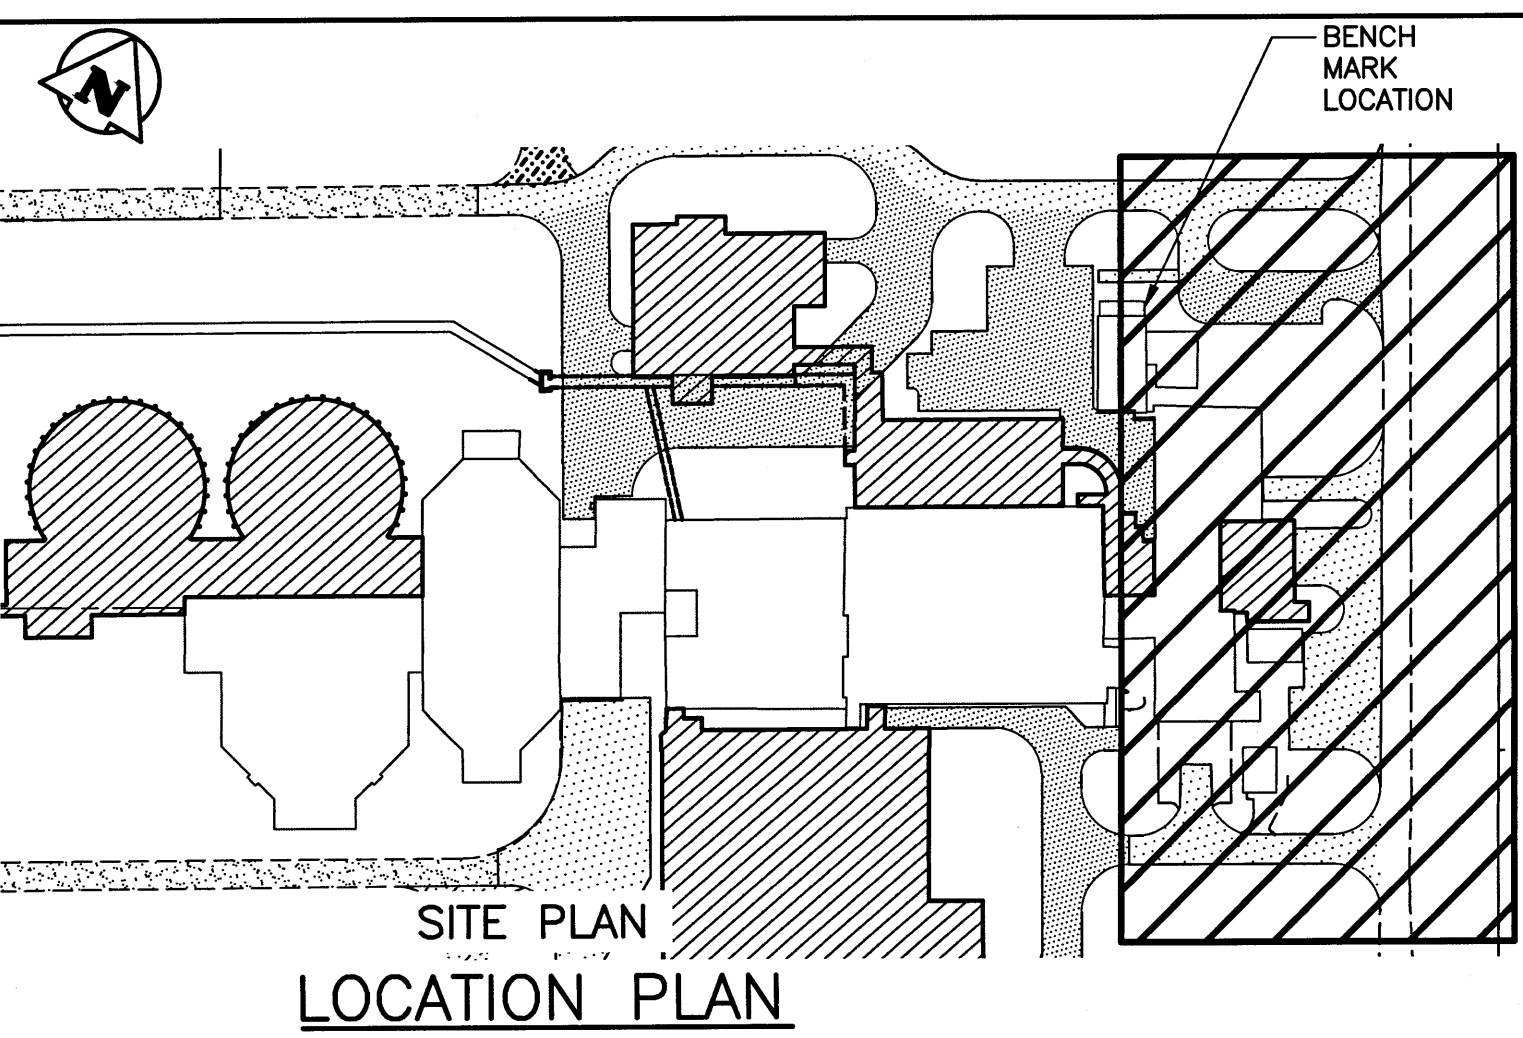 N
BENCH
MARK
LOCATION
SITE PLAN
LOCATION PLAN